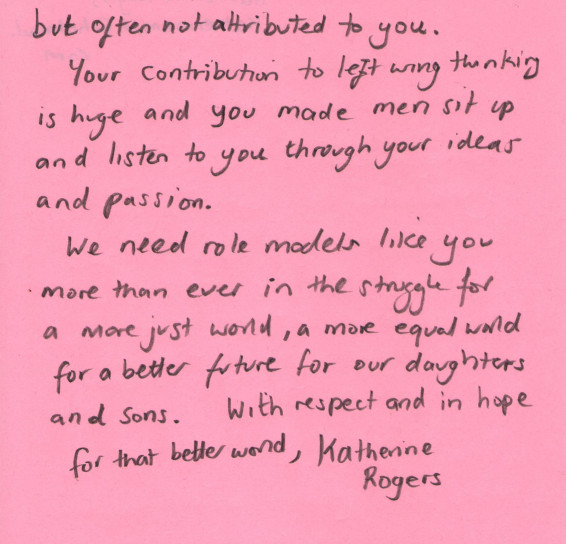 but often not attributed to you.
Your contribution to left wing thinking
is huge and you made men sit up
and listen to you through your ideas
and passion.
We need role models like you
more than ever in the struggle for
a more just world, a more equal world
for a better future for our daughters
and sons. With respect and in hope
for that better world, Katherine
Rogers